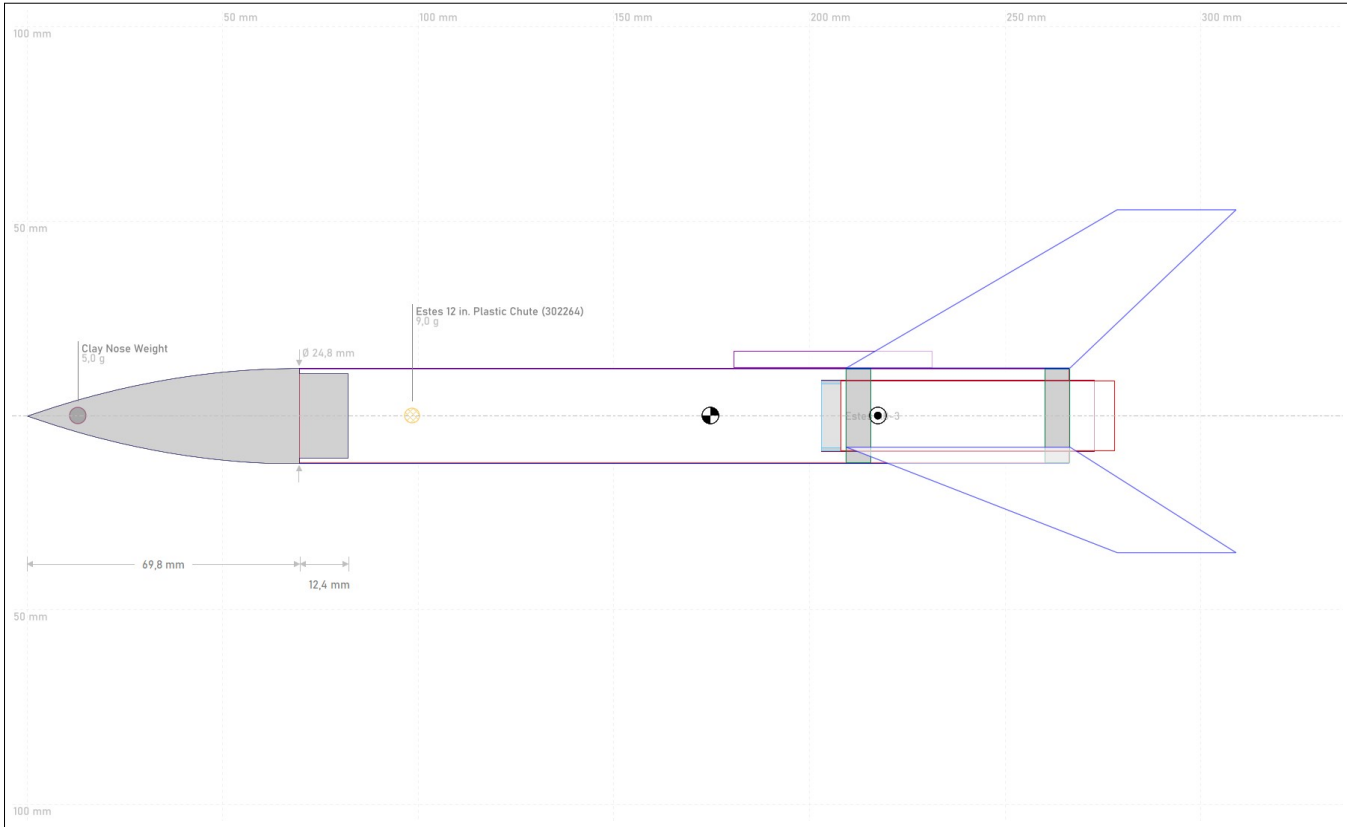 50 mm
100 mm
150 mm
200 mm
250 mm
300 mm
100 mm
50 mm
Estes 12 in. Plastic Chute (302264)
9,0 g
Clay Nose Weight
5,0 g
Ø 24,8 mm
69,8 mm
12,4 mm
50 mm
100 mm